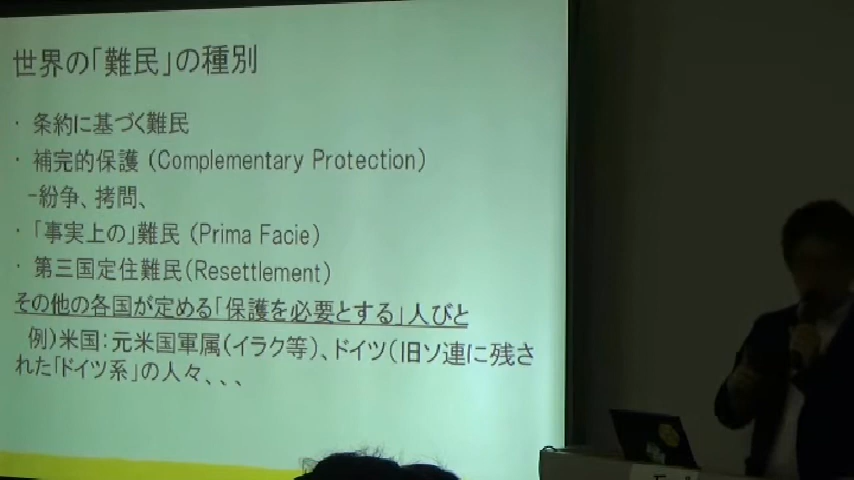 世界の「難民」の種別
・ 条約に基づく難民
・ 補完的保護 (Complementary Protection)
-紛争、拷問、
・ 「事実上の」難民 (Prima Facie)
・ 第三国定住難民(Resettlement)
その他の各国が定める「保護を必要とする」人びと
例)米国：元米国軍属(イラク等)、ドイツ(旧ソ連に残さ
れた「ドイツ系」の人々、、、